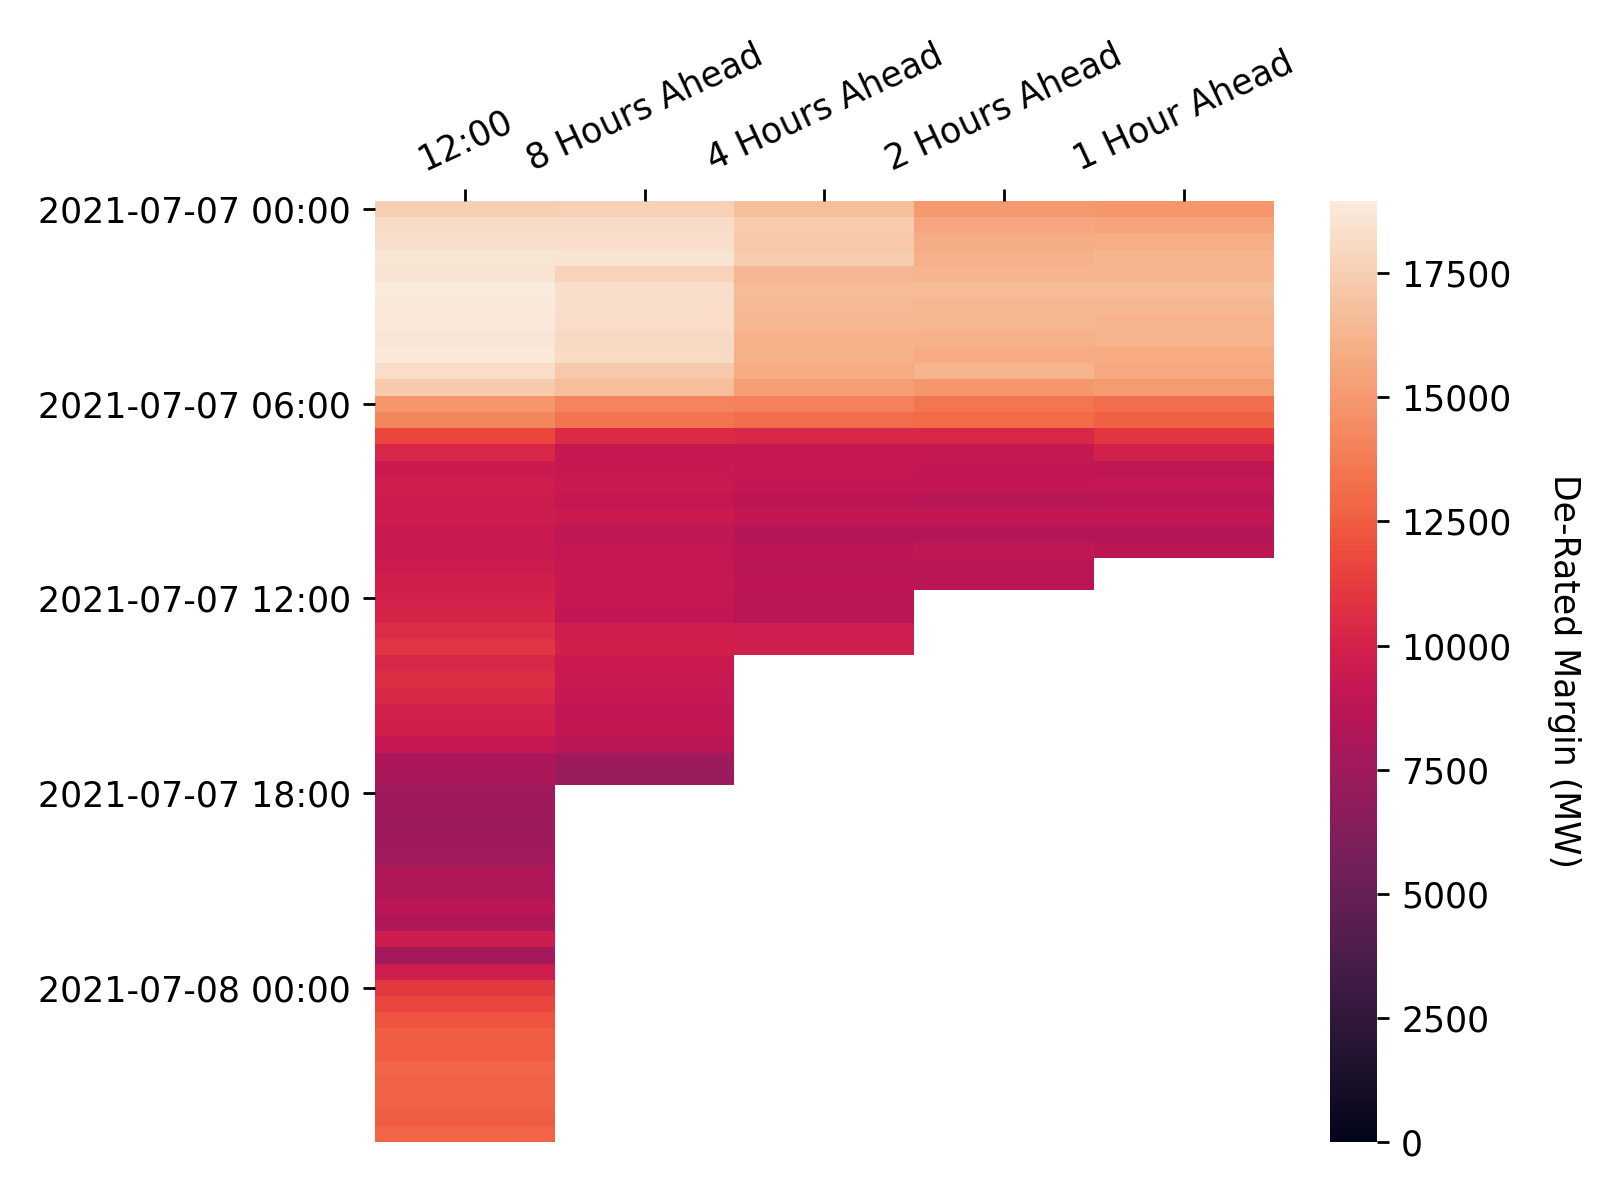 12:00
8 Hours Ahead
4 Hours Ahead
2 Hours Ahead
1 Hour Ahead
2021-07-07 00:00
2021-07-07 06:00
2021-07-07 12:00
2021-07-07 18:00
2021-07-08 00:00
17500
15000
12500
10000
7500
5000
2500
0
De-Rated Margin (MW)